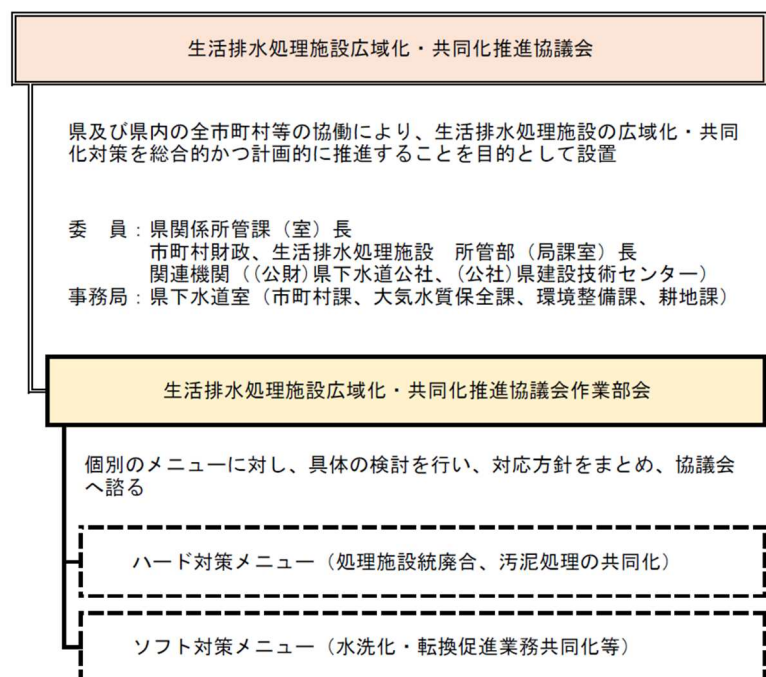 生活排水処理施設広域化・共同化推進協議会
県及び県内の全市町村等の協働により、生活排水処理施設の広域化・共同
化対策を総合的かつ計画的に推進することを目的として設置
委　員：県関係所管課（室）長
市町村財政、生活排水処理施設　所管部（局課室）長
関連機関（(公財)県下水道公社、(公社)県建設技術センター）
事務局：県下水道室（市町村課、大気水質保全課、環境整備課、耕地課）
生活排水処理施設広域化・共同化推進協議会作業部会
個別のメニューに対し、具体の検討を行い、対応方針をまとめ、協議会
へ諮る
ハード対策メニュー（処理施設統廃合、汚泥処理の共同化）
ソフト対策メニュー（水洗化・転換促進業務共同化等）